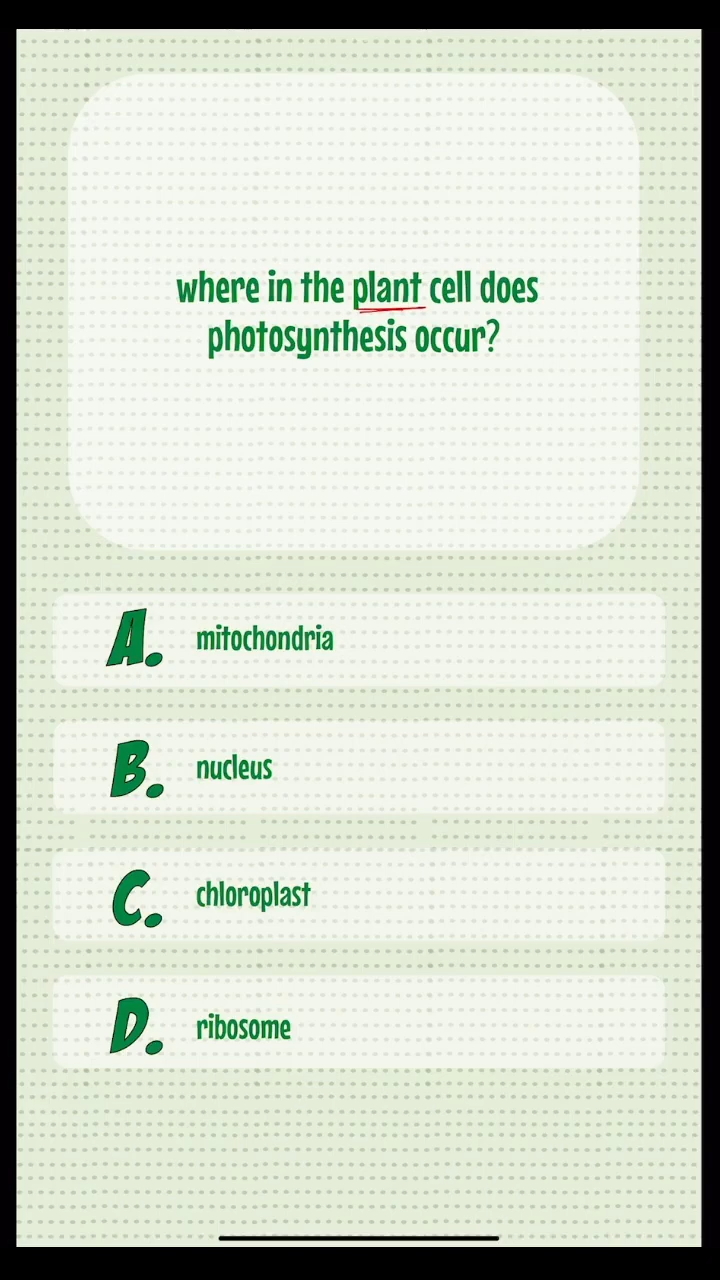 where in the plant cell does
photosynthesis occur?
A. mitochondria
B. nucleus
C. chloroplast
D. ribosome